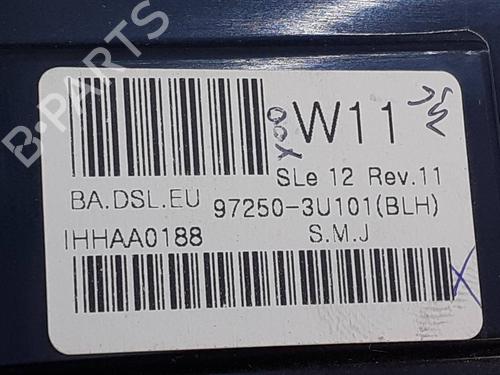 W11
SLe 12 Rev.11
BA.DSL.EU 97250-3U101(BLH)
IHHAA0188 S.M.J
B-PARTS